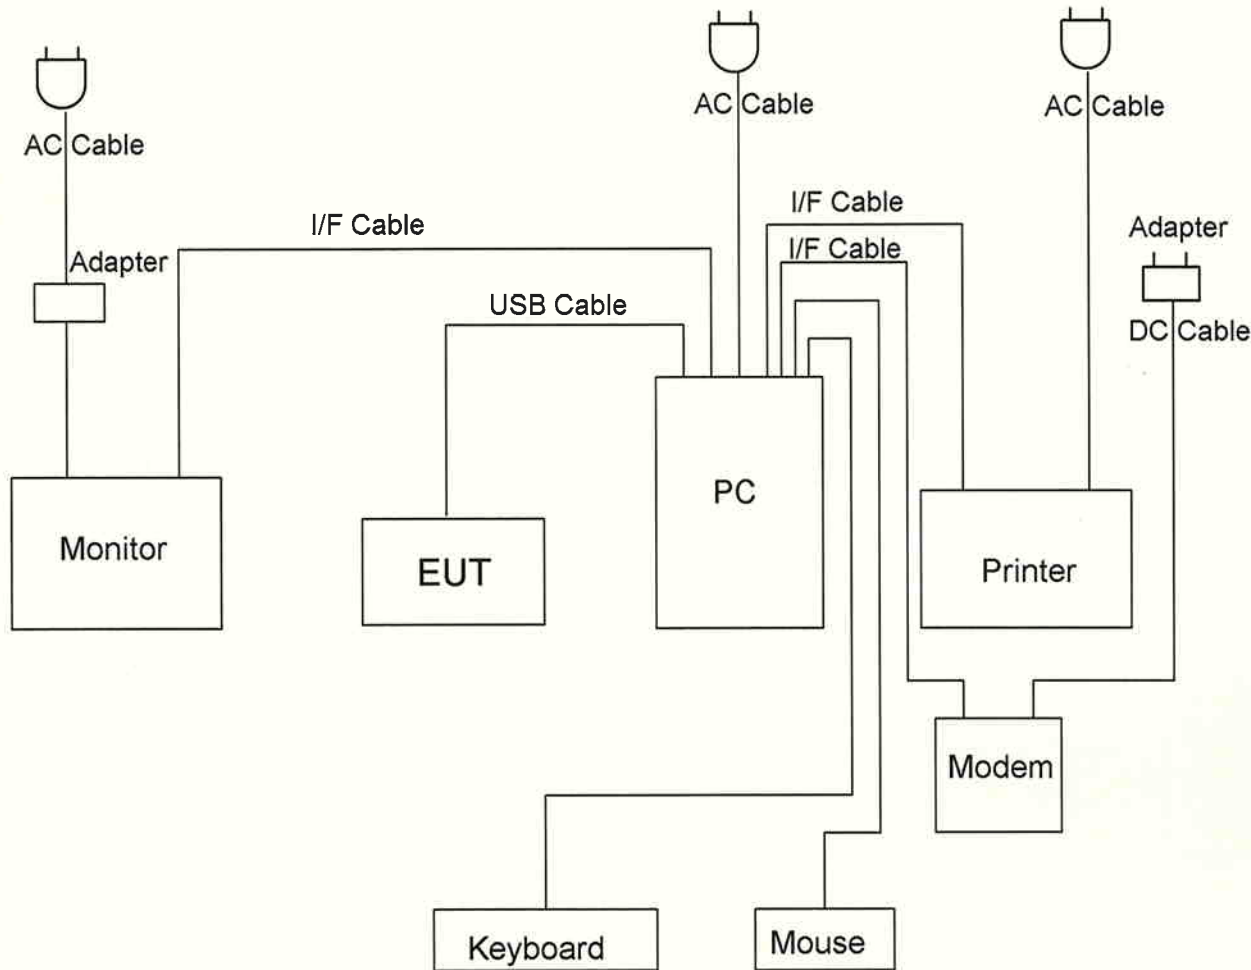 AC Cable
AC Cable
AC Cable
I/F Cable
I/F Cable
I/F Cable
Adapter
Adapter
USB Cable
DC Cable
PC
Monitor
EUT
Printer
Modem
Keyboard
Mouse